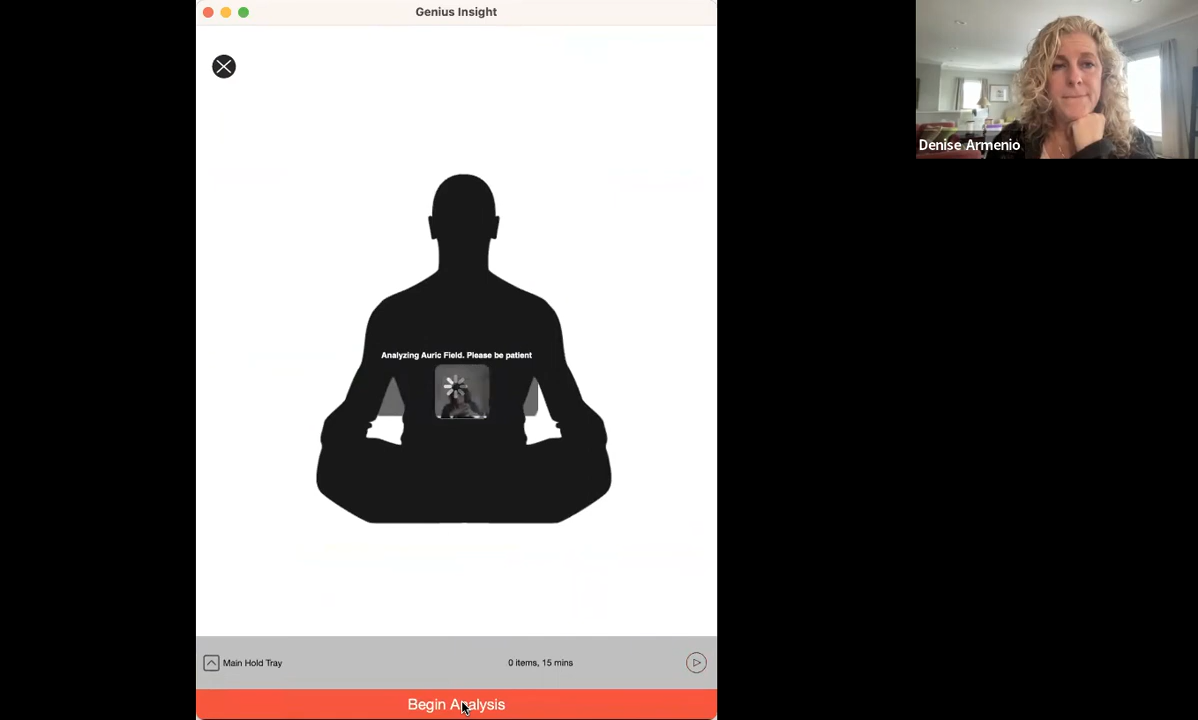 Genius Insight
Denise Armenio
Analyzing Auric Field. Please be patient
Main Hold Tray
0 items, 15 mins
Begin Analysis